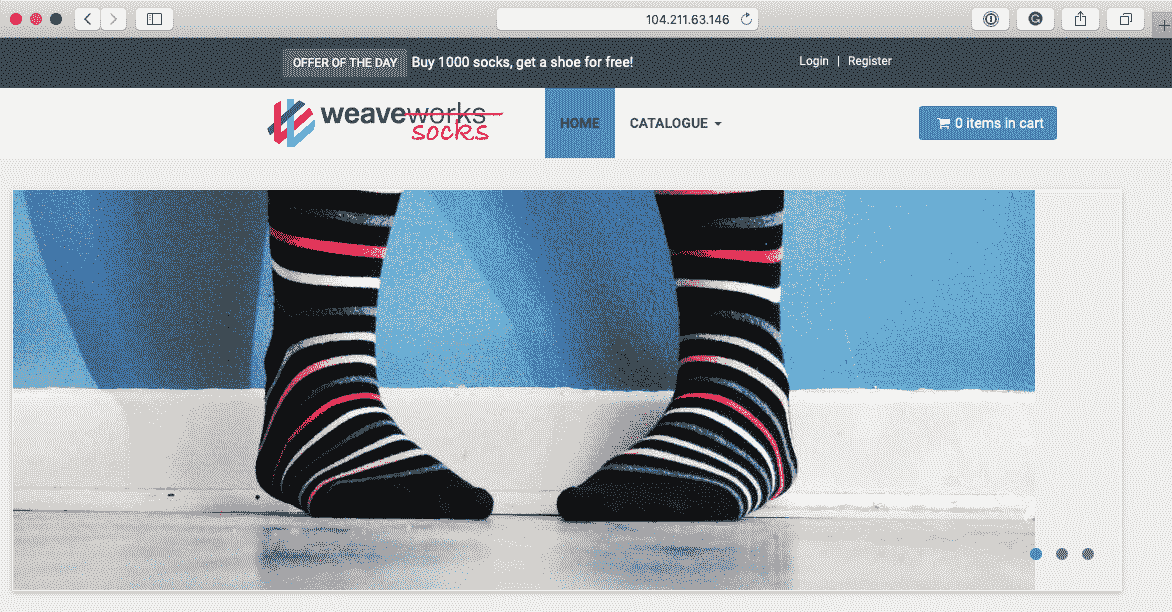 104.211.63.146
OFFER OF THE DAY Buy 1000 socks, get a shoe for free! Login | Register
weaveworks
socks
HOME CATALOGUE
0 items in cart